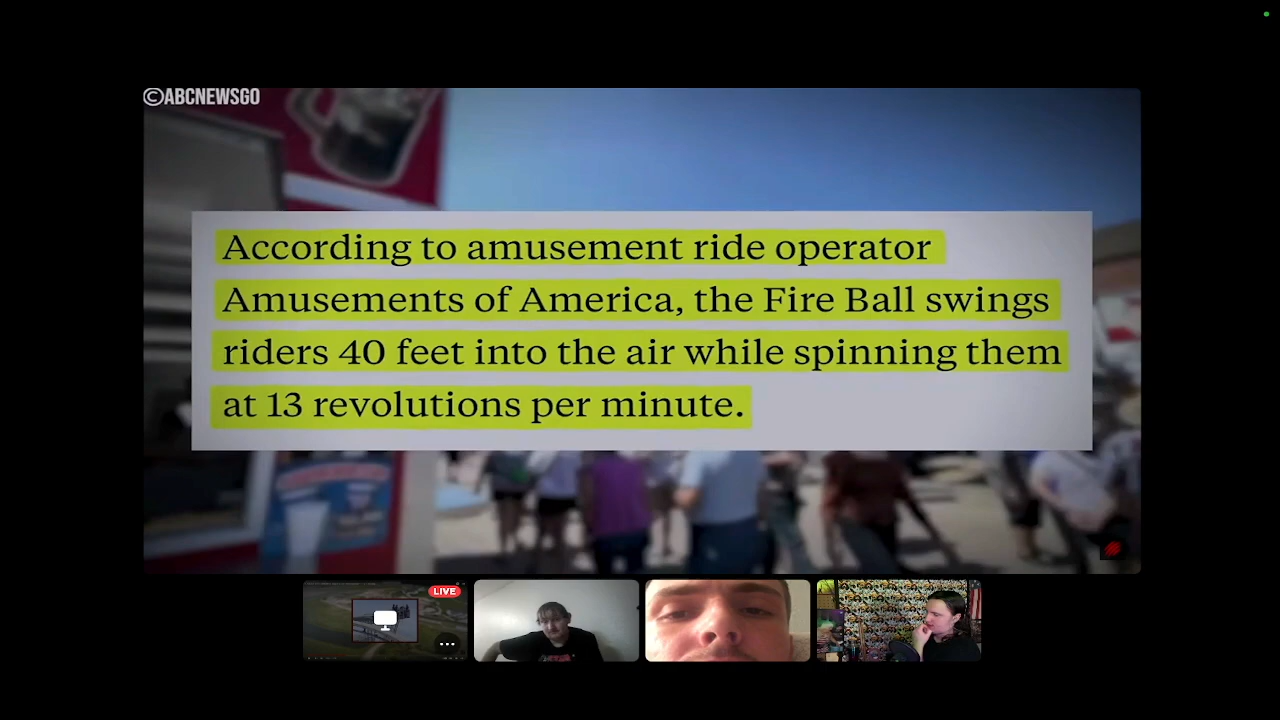 ©ABCNEWSGO
According to amusement ride operator
Amusements of America, the Fire Ball swings
riders 40 feet into the air while spinning them
at 13 revolutions per minute.
LIVE